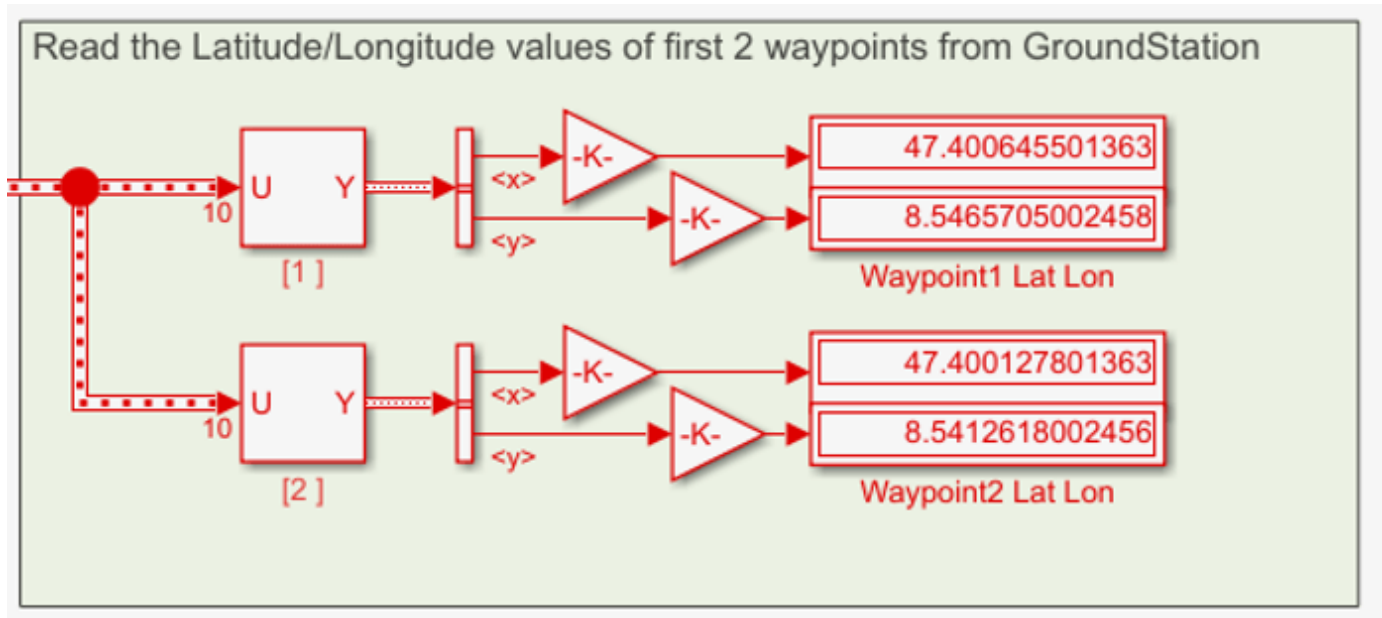 Read the Latitude/Longitude values of first 2 waypoints from GroundStation
10
U Y
[1 ]
<x>
<y>
-K-
-K-
47.400645501363
8.5465705002458
Waypoint1 Lat Lon
10
U Y
[2 ]
<x>
<y>
-K-
-K-
47.400127801363
8.5412618002456
Waypoint2 Lat Lon